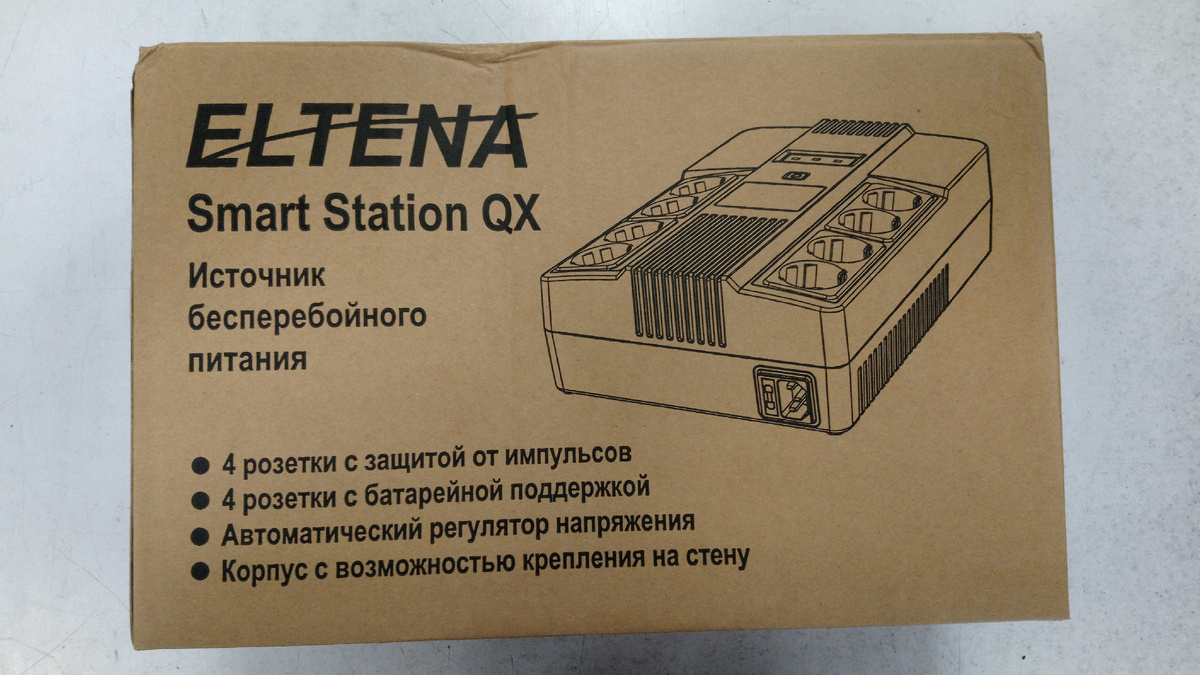 ELTENA
Smart Station QX
Источник
бесперебойного
питания
● 4 розетки с защитой от импульсов
● 4 розетки с батарейной поддержкой
● Автоматический регулятор напряжения
● Корпус с возможностью крепления на стену